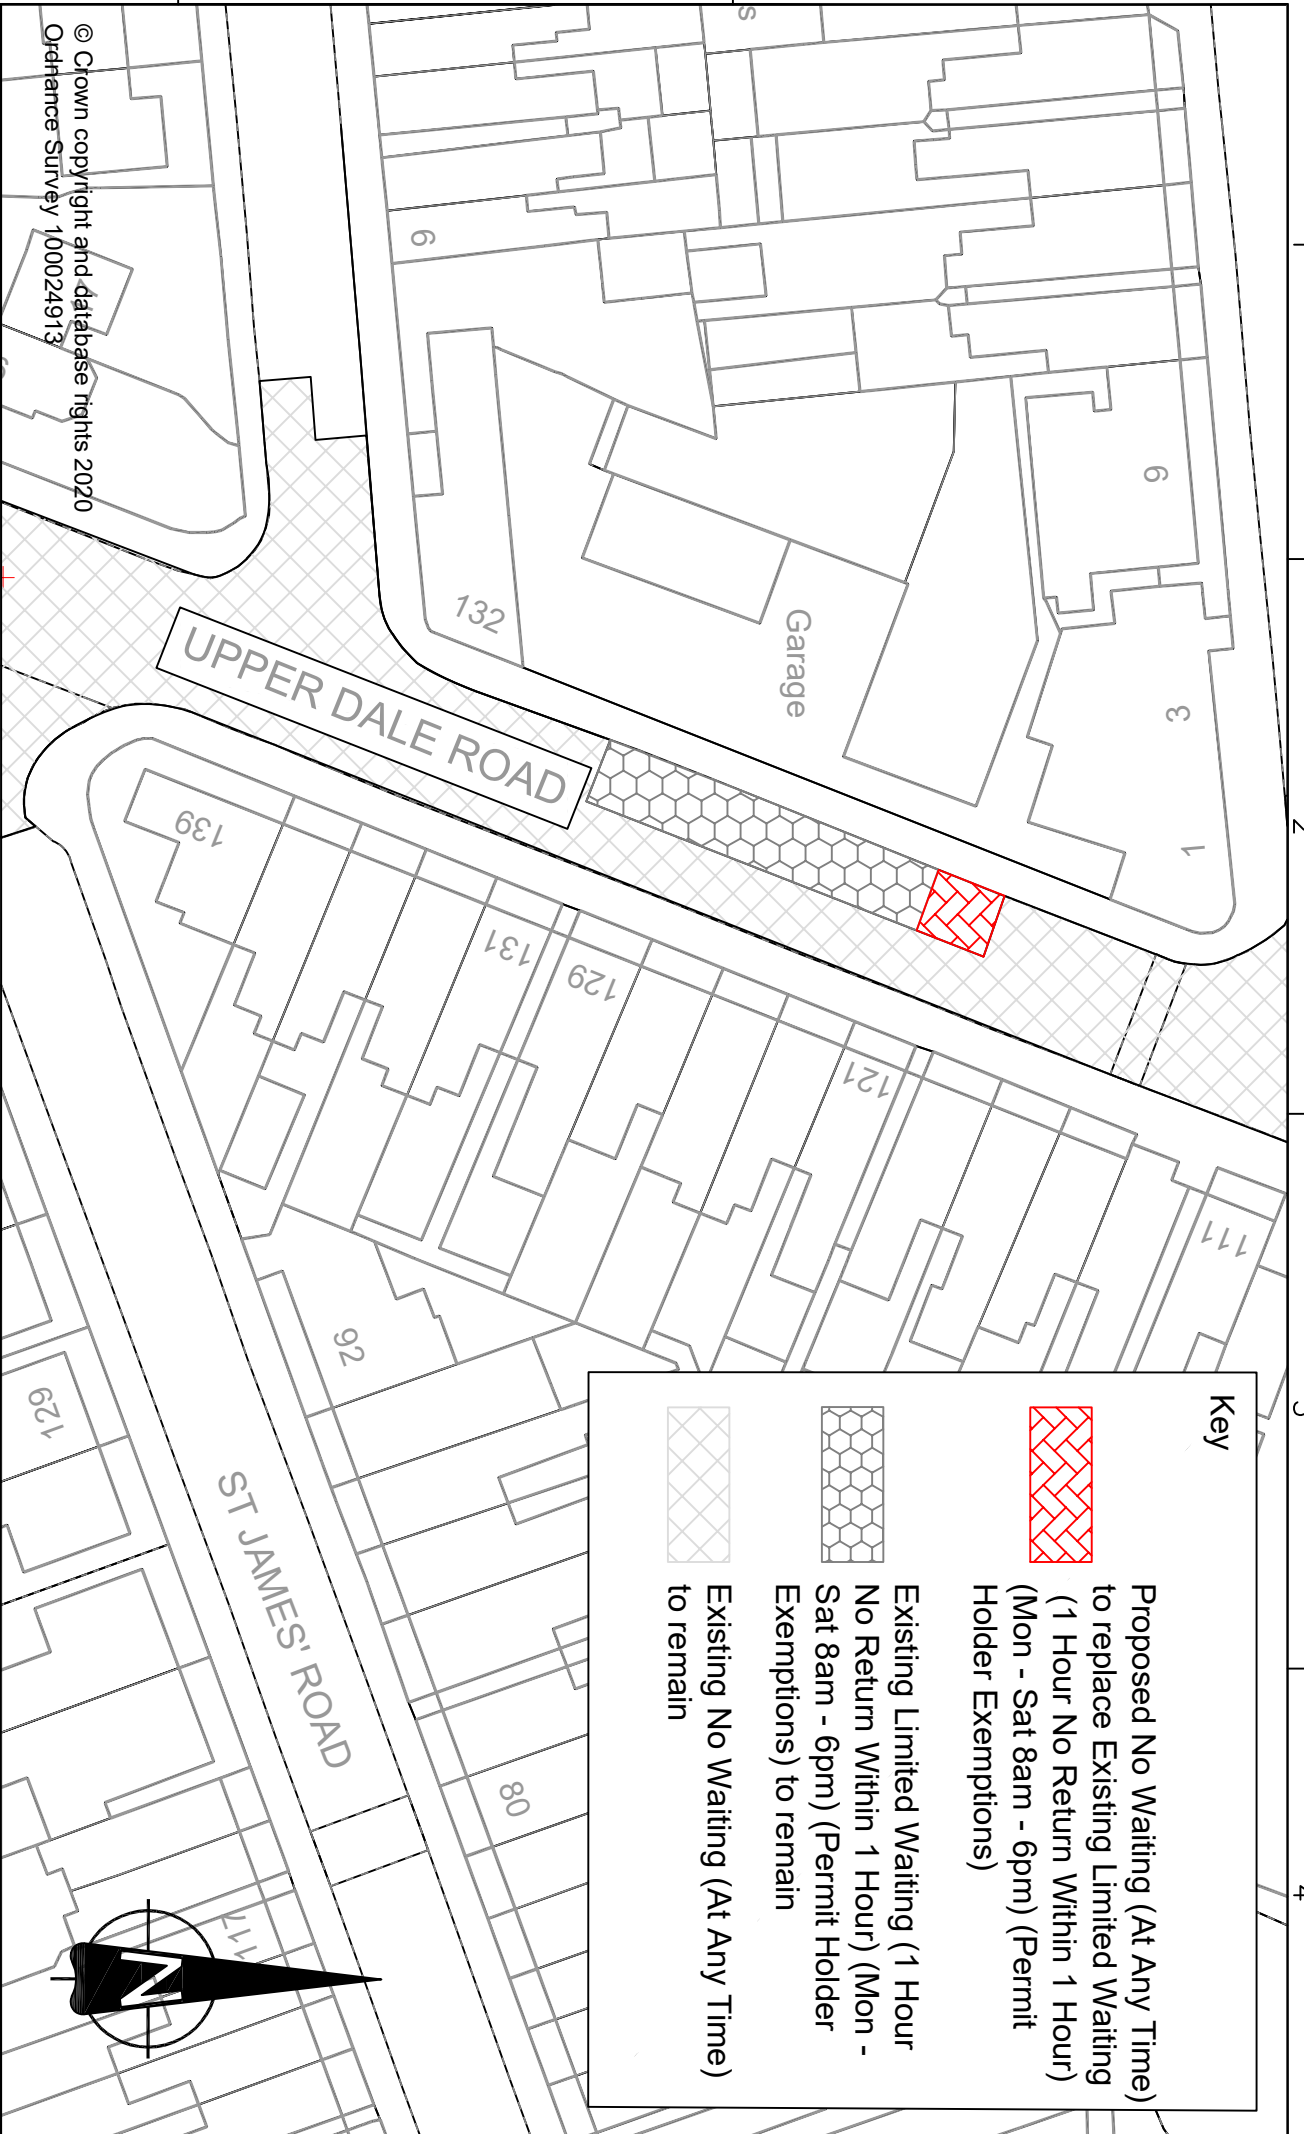 Key
Proposed No Waiting (At Any Time)
to replace Existing Limited Waiting
(1 Hour No Return Within 1 Hour)
(Mon - Sat 8am - 6pm) (Permit
Holder Exemptions)
Existing Limited Waiting (1 Hour
No Return Within 1 Hour) (Mon -
Sat 8am - 6pm) (Permit Holder
Exemptions) to remain
Existing No Waiting (At Any Time)
to remain
2
4
1
3
9
Garage
132
9
UPPER DALE ROAD
139
131
129
121
111
92
80
ST JAMES' ROAD
129
117
N
© Crown copyright and database rights 2020
Ordnance Survey 100024913